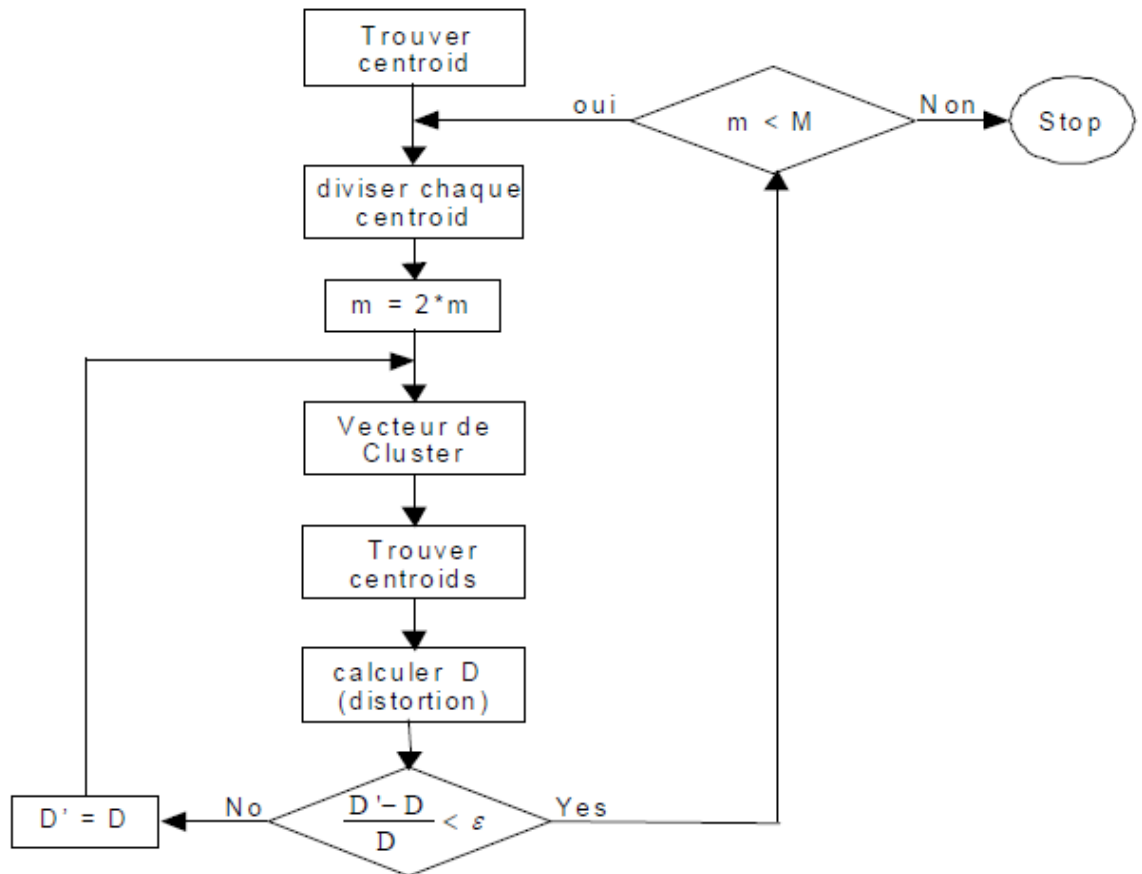 Trouver
centroid
oui
m < M
Non
Stop
diviser chaque
centroid
m = 2*m
Vecteur de
Cluster
Trouver
centroids
calculer D
(distortion)
D' = D
No
D'–D
D
< ε
Yes